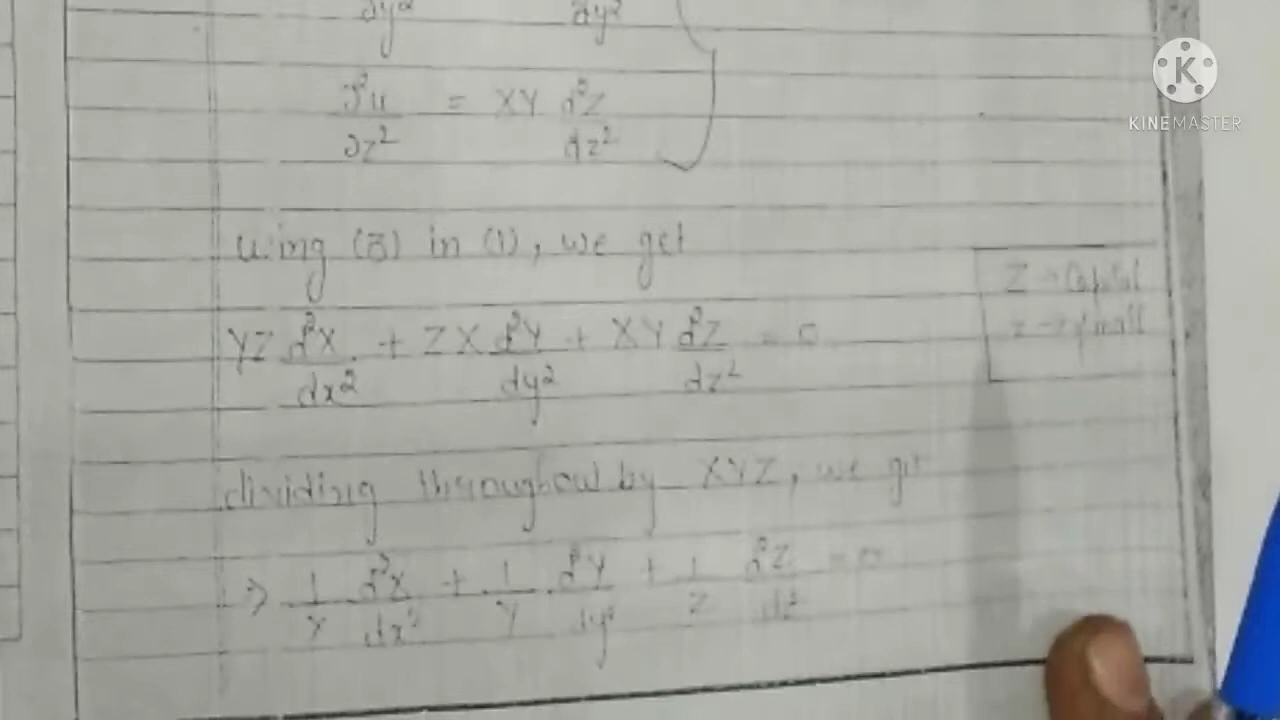 ∂y² ∂y²
∂²u/∂z² = XY d²Z/dz²
using (3) in (1), we get
Z → Capital
z → small
YZ d²X/dx² + ZX d²Y/dy² + XY d²Z/dz² = 0
dividing throughout by XYZ, we get
⇒ 1/X d²X/dx² + 1/Y d²Y/dy² + 1/Z d²Z/dz² = 0
K
KINEMASTER